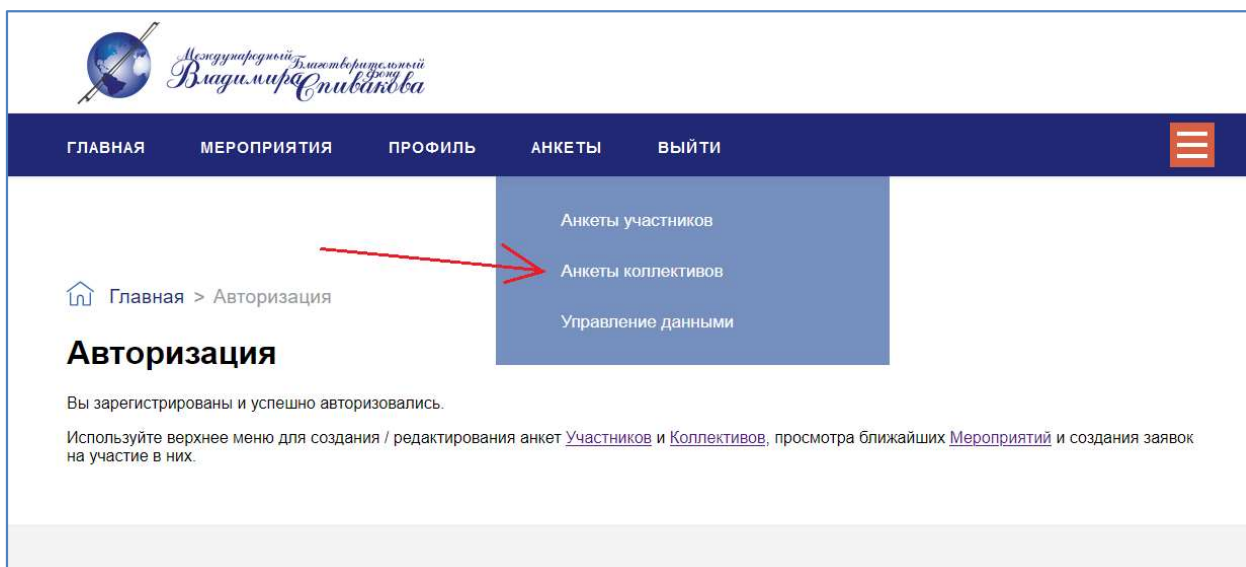 Международный Благотворительный
фонд
Владимира Спивакова
ГЛАВНАЯ МЕРОПРИЯТИЯ ПРОФИЛЬ АНКЕТЫ ВЫЙТИ
Анкеты участников
Анкеты коллективов
Управление данными
Главная > Авторизация
Авторизация
Вы зарегистрированы и успешно авторизовались.
Используйте верхнее меню для создания / редактирования анкет Участников и Коллективов, просмотра ближайших Мероприятий и создания заявок
на участие в них.